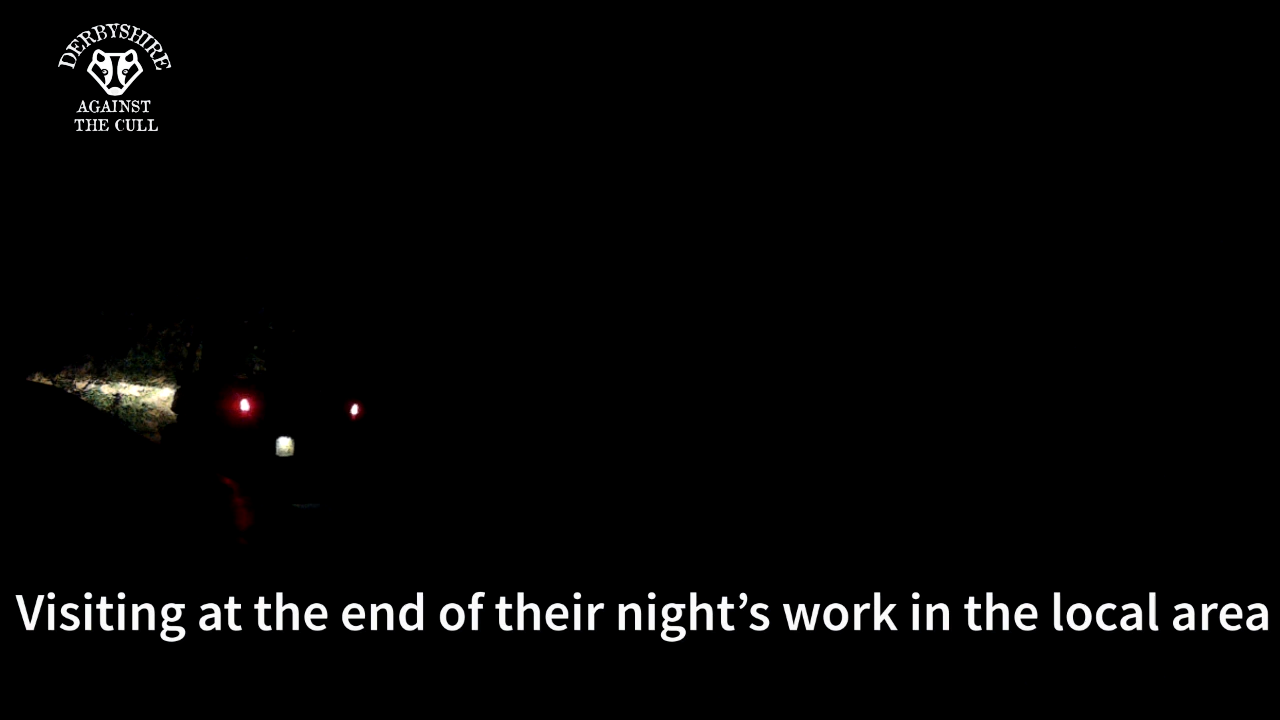 DERBYSHIRE
AGAINST
THE CULL
Visiting at the end of their night’s work in the local area